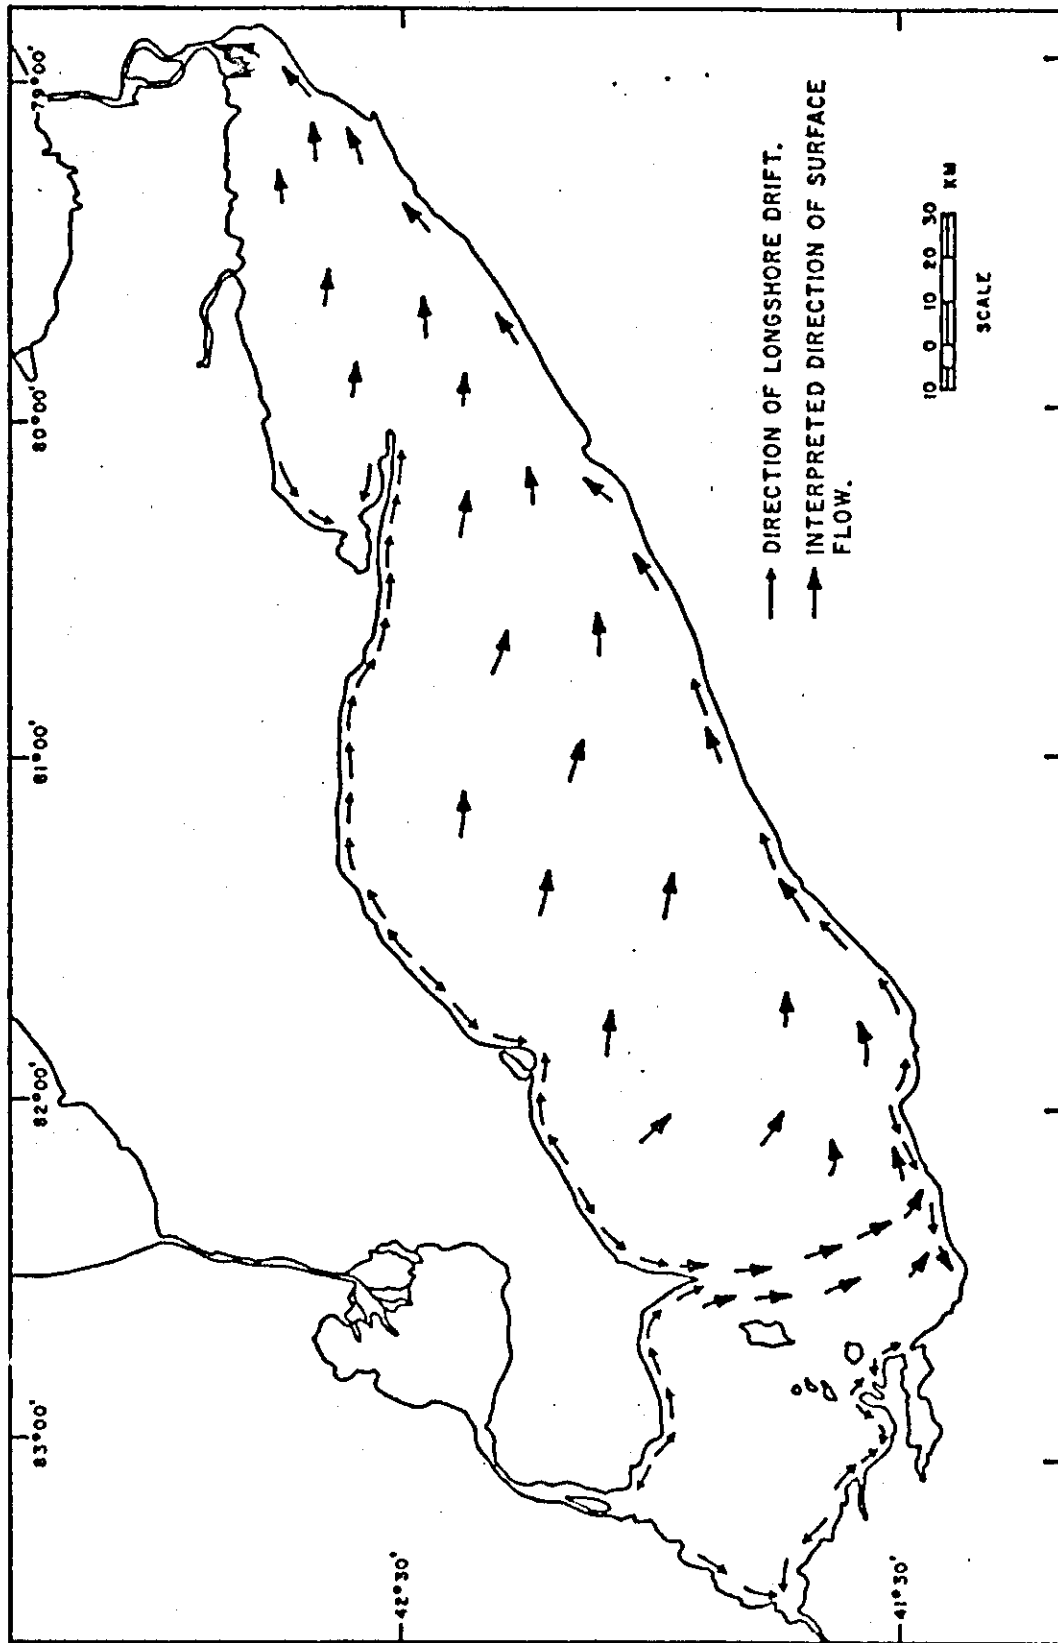 83°00'
82°00'
81°00'
80°00'
79°00'
42°30'
41°30'
DIRECTION OF LONGSHORE DRIFT.
INTERPRETED DIRECTION OF SURFACE
FLOW.
10 0 10 20 30 KM
SCALE